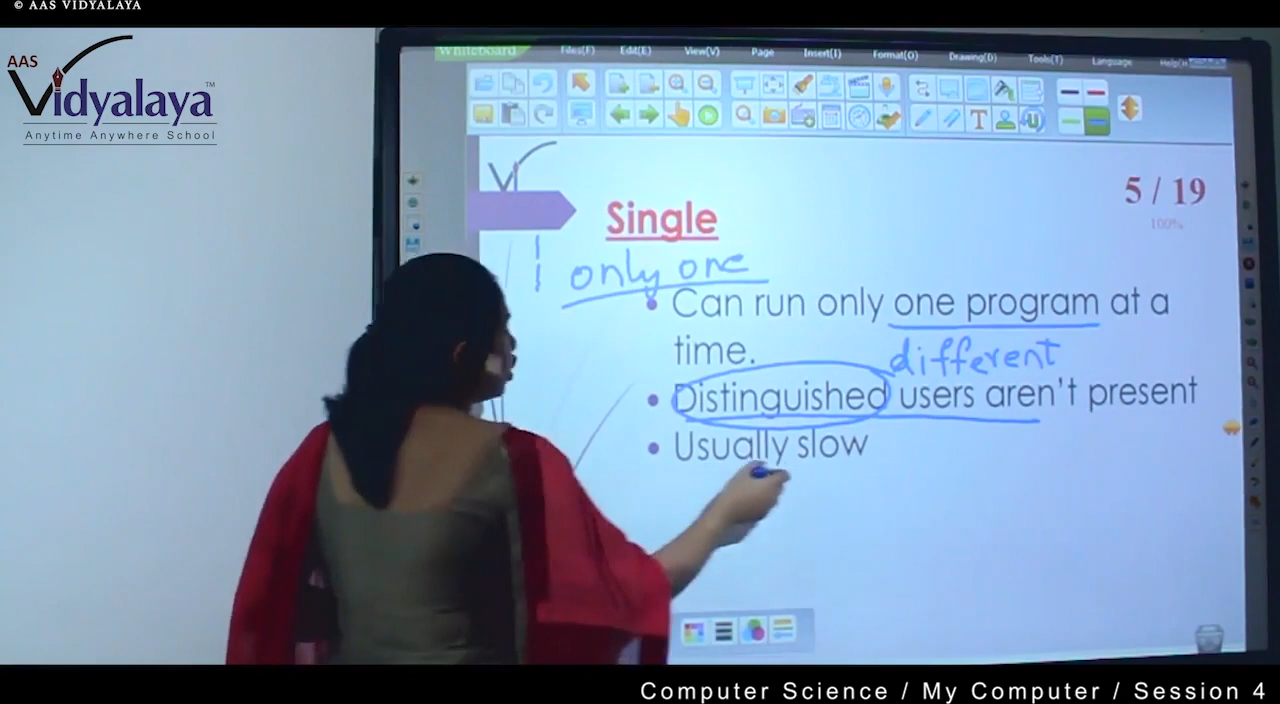 © AAS VIDYALAYA
AAS
Vidyalaya™
Anytime Anywhere School
Whiteboard Files(F) Edit(E) View(V) Page Insert(I) Format(O) Drawing(D) Tools(T) Language
5 / 19
100%
Single
only one
Can run only one program at a
time.
different
Distinguished users aren't present
Usually slow
Computer Science / My Computer / Session 4